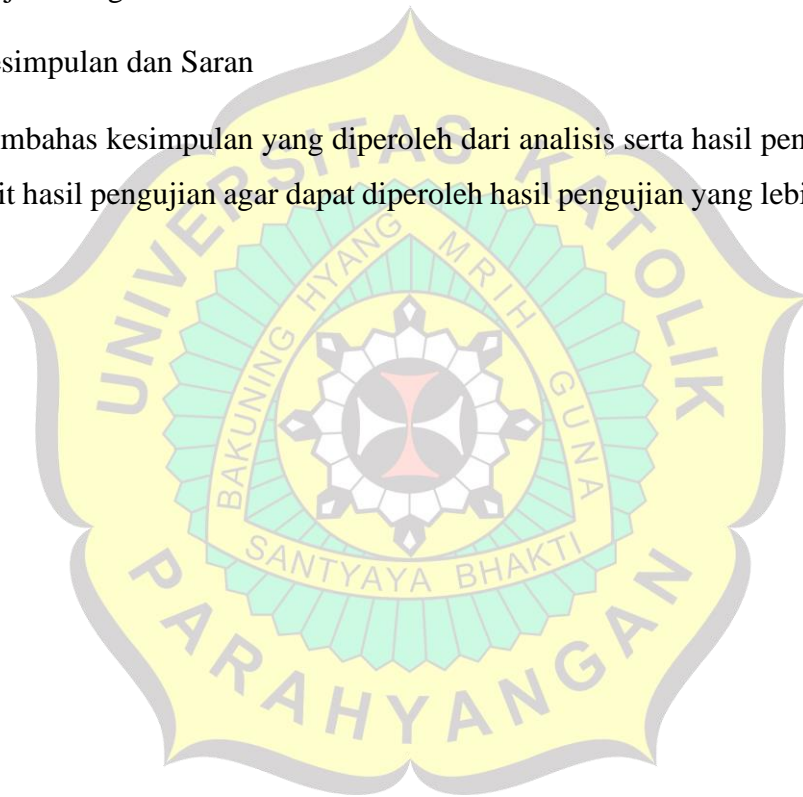 esimpulan dan Saran
mbahas kesimpulan yang diperoleh dari analisis serta hasil pen
it hasil pengujian agar dapat diperoleh hasil pengujian yang lebi
UNIVERSITAS KATOLIK
BAKUNING HYANG MRIH GUNA
SANTYAYA BHAKTI
PARAHYANGAN